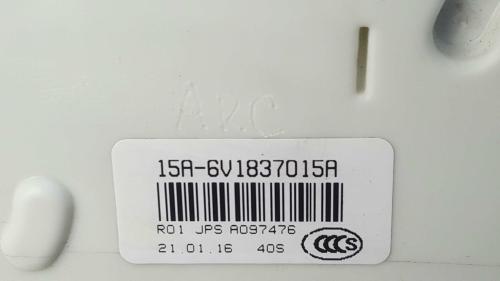 A.P.C
15A-6V1837015A
R01 JPS A097476
21.01.16 40S
CCC S